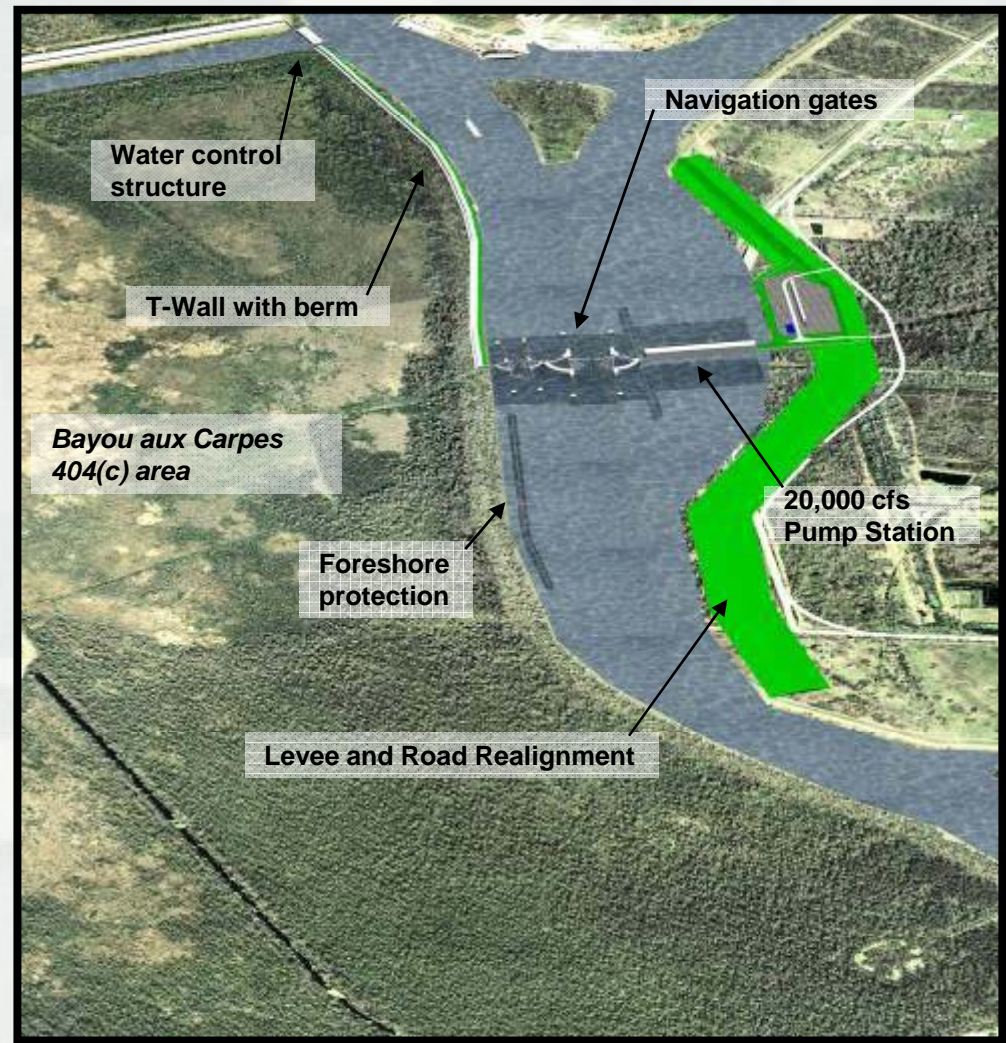 Navigation gates
Water control
structure
T-Wall with berm
Bayou aux Carpes
404(c) area
20,000 cfs
Pump Station
Foreshore
protection
Levee and Road Realignment